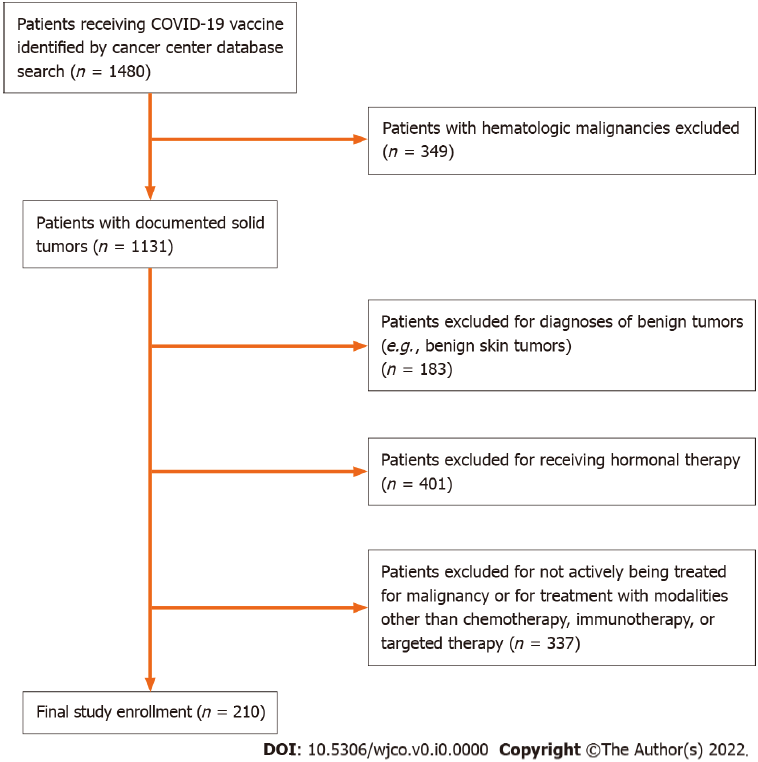 Patients receiving COVID-19 vaccine
identified by cancer center database
search (n = 1480)
Patients with hematologic malignancies excluded
(n = 349)
Patients with documented solid
tumors (n = 1131)
Patients excluded for diagnoses of benign tumors
(e.g., benign skin tumors)
(n = 183)
Patients excluded for receiving hormonal therapy
(n = 401)
Patients excluded for not actively being treated
for malignancy or for treatment with modalities
other than chemotherapy, immunotherapy, or
targeted therapy (n = 337)
Final study enrollment (n = 210)
DOI: 10.5306/wjco.v0.i0.0000 Copyright ©The Author(s) 2022.